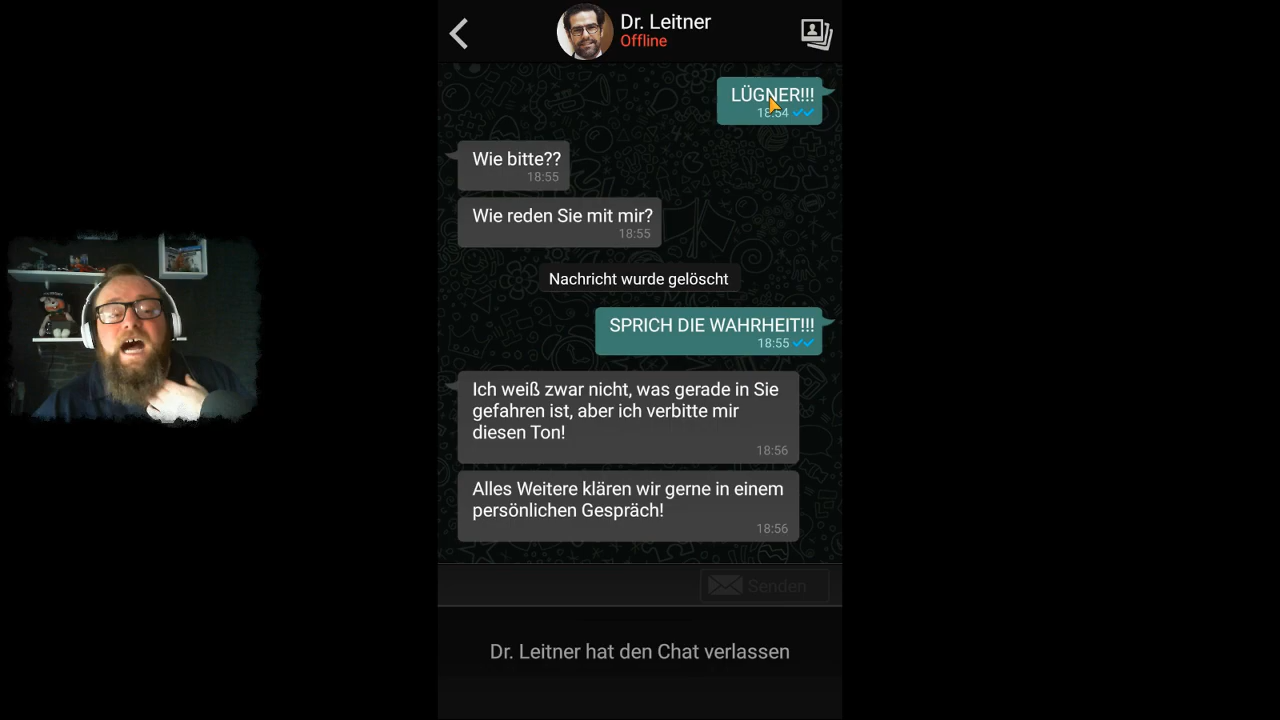 Dr. Leitner
Offline
LÜGNER!!!
18:54
Wie bitte??
18:55
Wie reden Sie mit mir?
18:55
Nachricht wurde gelöscht
SPRICH DIE WAHRHEIT!!!
18:55
Ich weiß zwar nicht, was gerade in Sie
gefahren ist, aber ich verbitte mir
diesen Ton!
18:56
Alles Weitere klären wir gerne in einem
persönlichen Gespräch!
18:56
Senden
Dr. Leitner hat den Chat verlassen